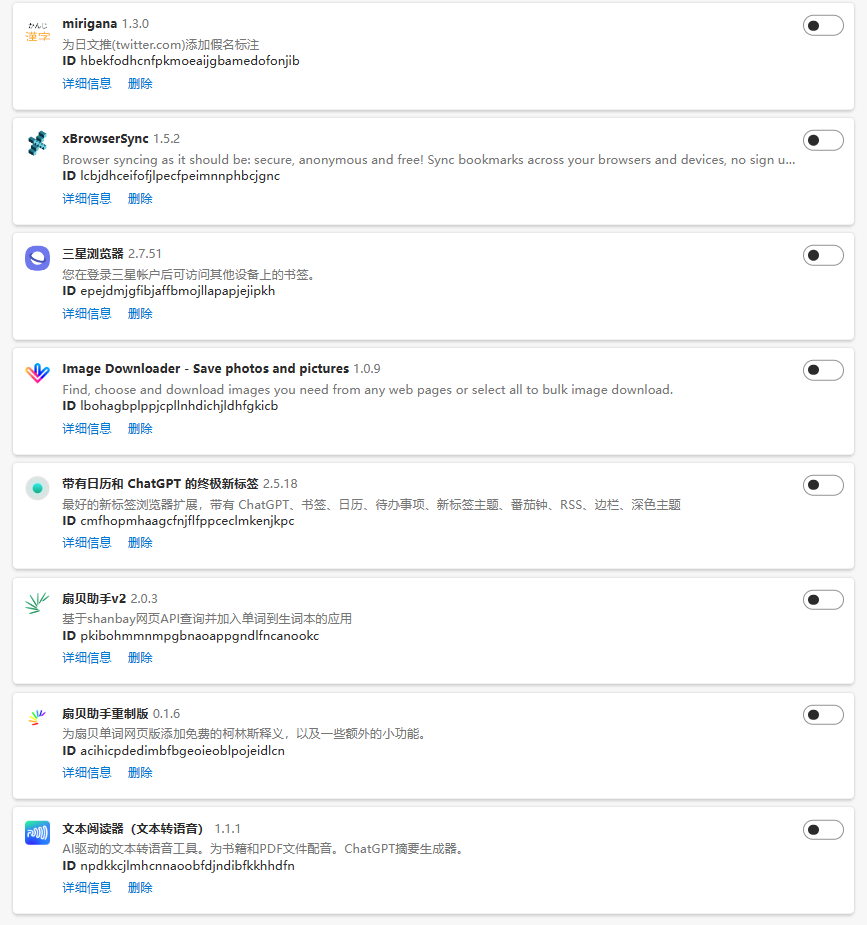 かんじ
漢字
mirigana 1.3.0
为日文推(twitter.com)添加假名标注
ID hbekfodhcnfpkmoeaijgbamedofonjib
详细信息 删除
xBrowserSync 1.5.2
Browser syncing as it should be: secure, anonymous and free! Sync bookmarks across your browsers and devices, no sign u...
ID lcbjdhceifofjlpecfpeimnnphbcjgnc
详细信息 删除
三星浏览器 2.7.51
您在登录三星帐户后可访问其他设备上的书签。
ID epejdmjgfibjaffbmojllapapjejipkh
详细信息 删除
Image Downloader - Save photos and pictures 1.0.9
Find, choose and download images you need from any web pages or select all to bulk image download.
ID lbohagbplppjcpllnhdichjldhfgkicb
详细信息 删除
带有日历和 ChatGPT 的终极新标签 2.5.18
最好的新标签浏览器扩展，带有 ChatGPT、书签、日历、待办事项、新标签主题、番茄钟、RSS、边栏、深色主题
ID cmfhopmhaagcfnjflfppceclmkenjkpc
详细信息 删除
扇贝助手v2 2.0.3
基于shanbay网页API查询并加入单词到生词本的应用
ID pkibohmmnmpgbnaoappgndlfncanookc
详细信息 删除
扇贝助手重制版 0.1.6
为扇贝单词网页版添加免费的柯林斯释义，以及一些额外的小功能。
ID acihicpdedimbfbgeoieoblpojeidlcn
详细信息 删除
文本阅读器（文本转语音） 1.1.1
AI驱动的文本转语音工具。为书籍和PDF文件配音。ChatGPT摘要生成器。
ID npdkkcjlmhcnnaoobfdjndibfkkhhdfn
详细信息 删除